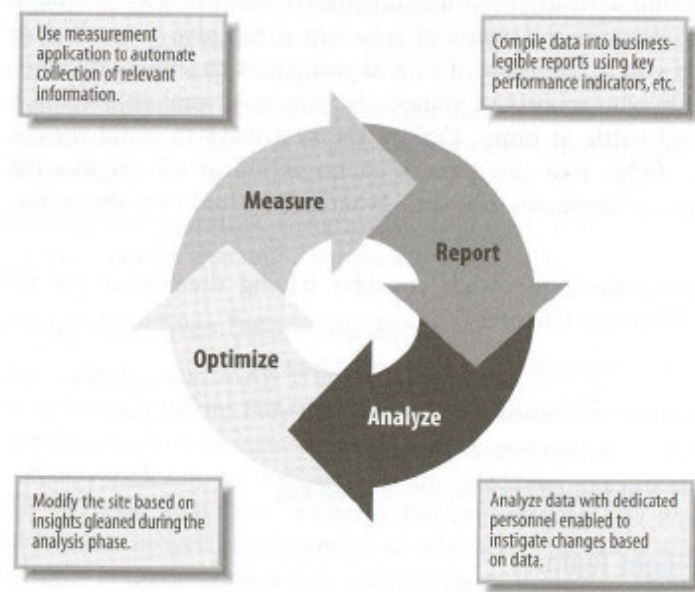 Use measurement
application to automate
collection of relevant
information.
Compile data into business-
legible reports using key
performance indicators, etc.
Measure
Report
Optimize
Analyze
Modify the site based on
insights gleaned during the
analysis phase.
Analyze data with dedicated
personnel enabled to
instigate changes based
on data.